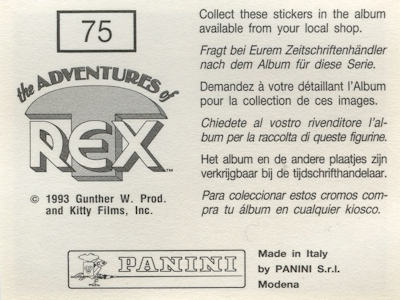 75
the ADVENTURES of
T
REX™
© 1993 Gunther W. Prod.
and Kitty Films, Inc.
Collect these stickers in the album
available from your local shop.
Fragt bei Eurem Zeitschriftenhändler
nach dem Album für diese Serie.
Demandez à votre détaillant l'Album
pour la collection de ces images.
Chiedete al vostro rivenditore l'al-
bum per la raccolta di queste figurine.
Het album en de andere plaatjes zijn
verkrijgbaar bij de tijdschrifthandelaar.
Para coleccionar estos cromos com-
pra tu álbum en cualquier kiosco.
PANINI
Made in Italy
by PANINI S.r.l.
Modena